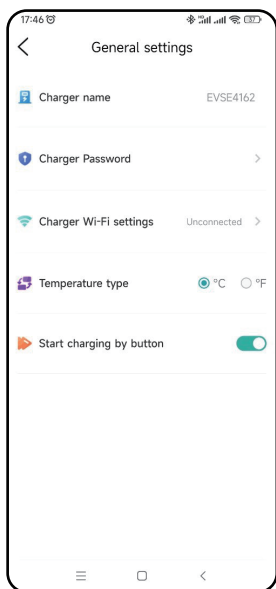 17:46
37
General settings
Charger name EVSE4162
Charger Password
Charger Wi-Fi settings Unconnected
Temperature type °C °F
Start charging by button